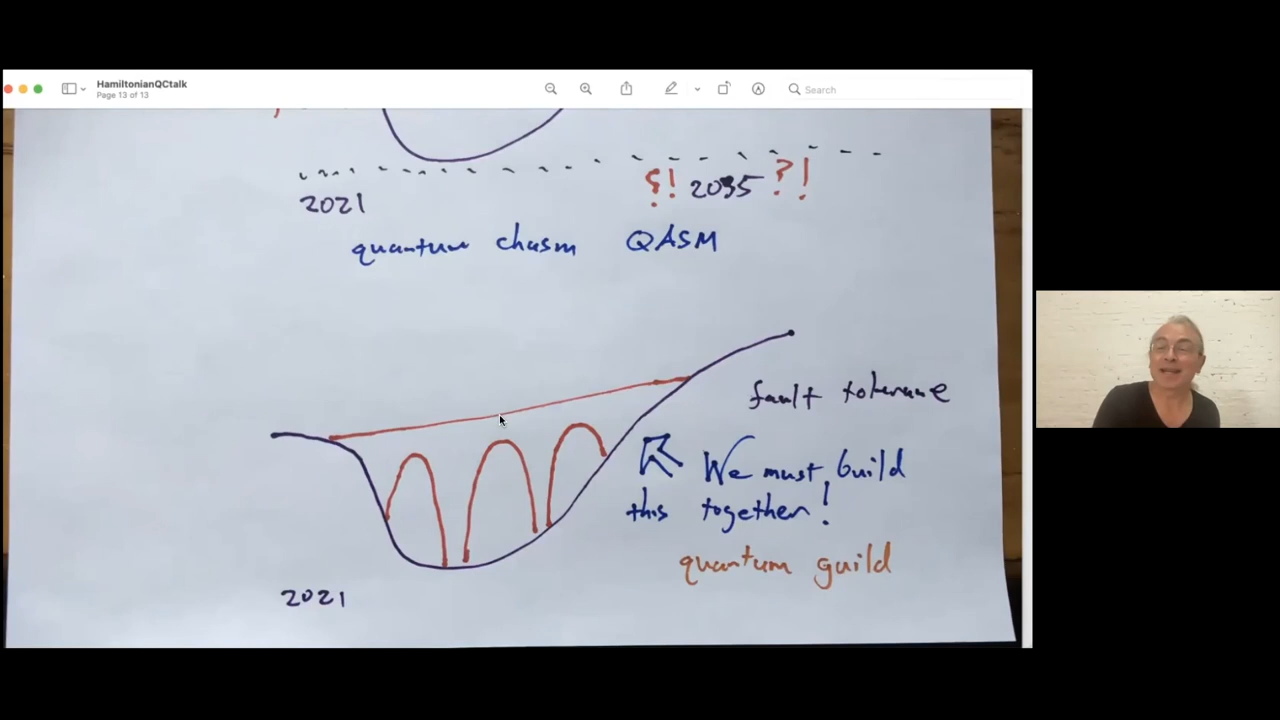 HamiltonianQCtalk
Page 13 of 13
Search
2021 ?! 2035 ?!
quantum chasm QASM
fault tolerance
We must build
this together!
quantum guild
2021